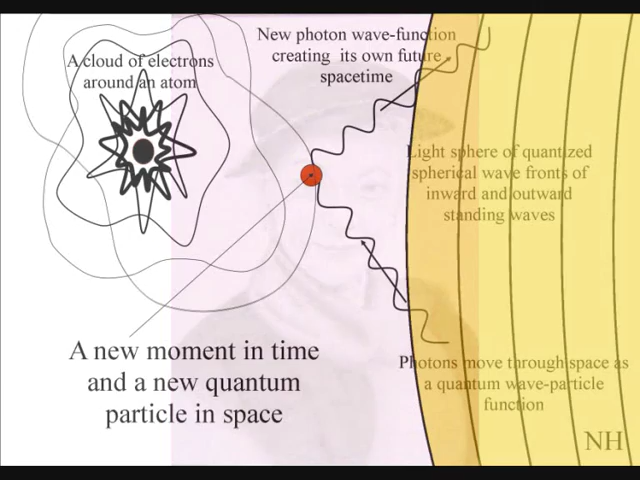 A cloud of electrons
around an atom
New photon wave-function
creating its own future
spacetime
Light sphere of quantized
spherical wave fronts of
inward and outward
standing waves
A new moment in time
and a new quantum
particle in space
Photons move through space as
a quantum wave-particle
function
NH